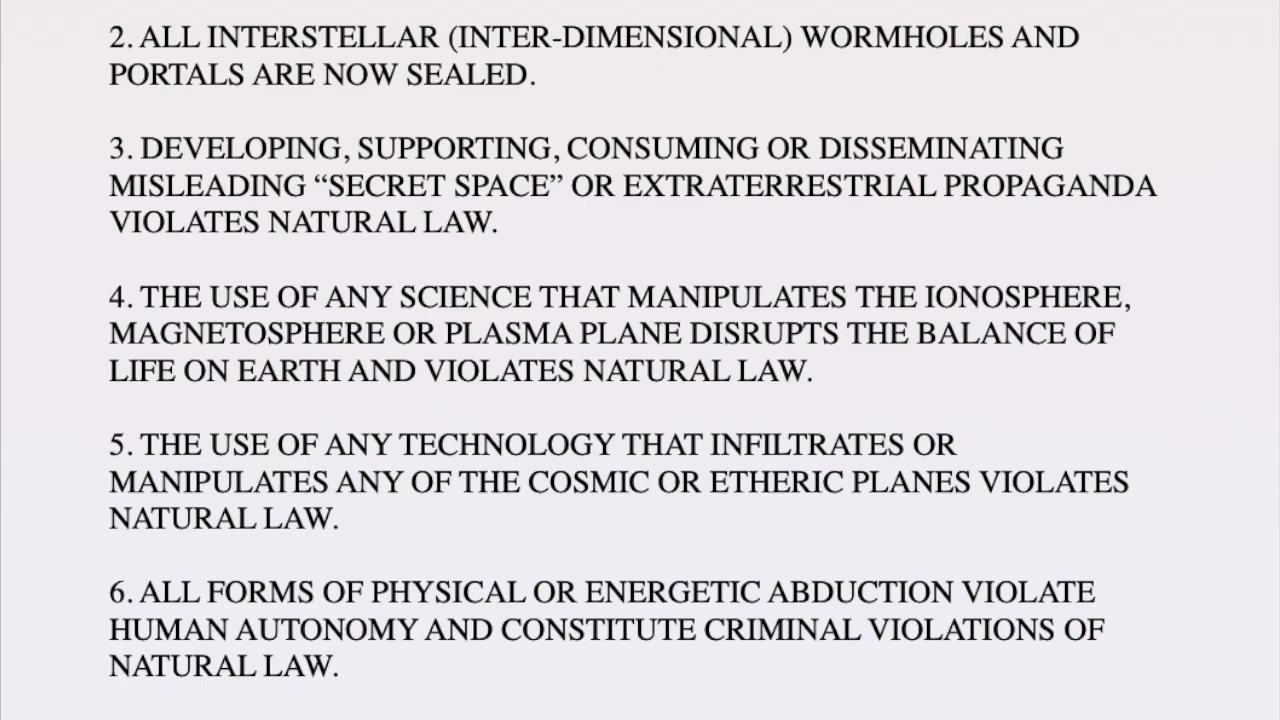 2. ALL INTERSTELLAR (INTER-DIMENSIONAL) WORMHOLES AND
PORTALS ARE NOW SEALED.
3. DEVELOPING, SUPPORTING, CONSUMING OR DISSEMINATING
MISLEADING “SECRET SPACE” OR EXTRATERRESTRIAL PROPAGANDA
VIOLATES NATURAL LAW.
4. THE USE OF ANY SCIENCE THAT MANIPULATES THE IONOSPHERE,
MAGNETOSPHERE OR PLASMA PLANE DISRUPTS THE BALANCE OF
LIFE ON EARTH AND VIOLATES NATURAL LAW.
5. THE USE OF ANY TECHNOLOGY THAT INFILTRATES OR
MANIPULATES ANY OF THE COSMIC OR ETHERIC PLANES VIOLATES
NATURAL LAW.
6. ALL FORMS OF PHYSICAL OR ENERGETIC ABDUCTION VIOLATE
HUMAN AUTONOMY AND CONSTITUTE CRIMINAL VIOLATIONS OF
NATURAL LAW.